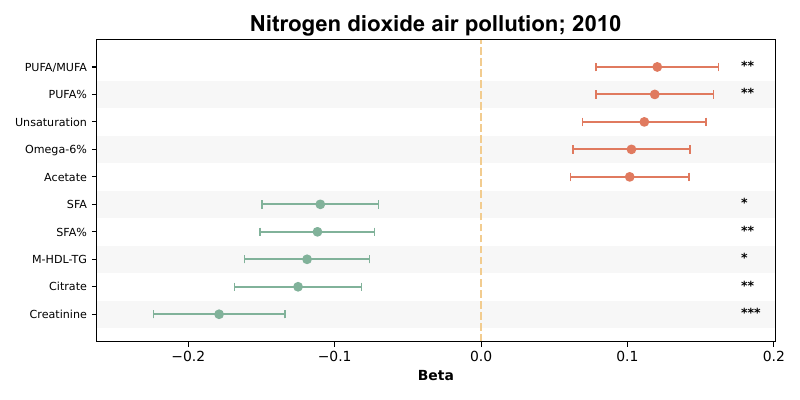 Nitrogen dioxide air pollution; 2010
PUFA/MUFA **
PUFA% **
Unsaturation
Omega-6%
Acetate
SFA *
SFA% **
M-HDL-TG *
Citrate **
Creatinine ***
−0.2 −0.1 0.0 0.1 0.2
Beta